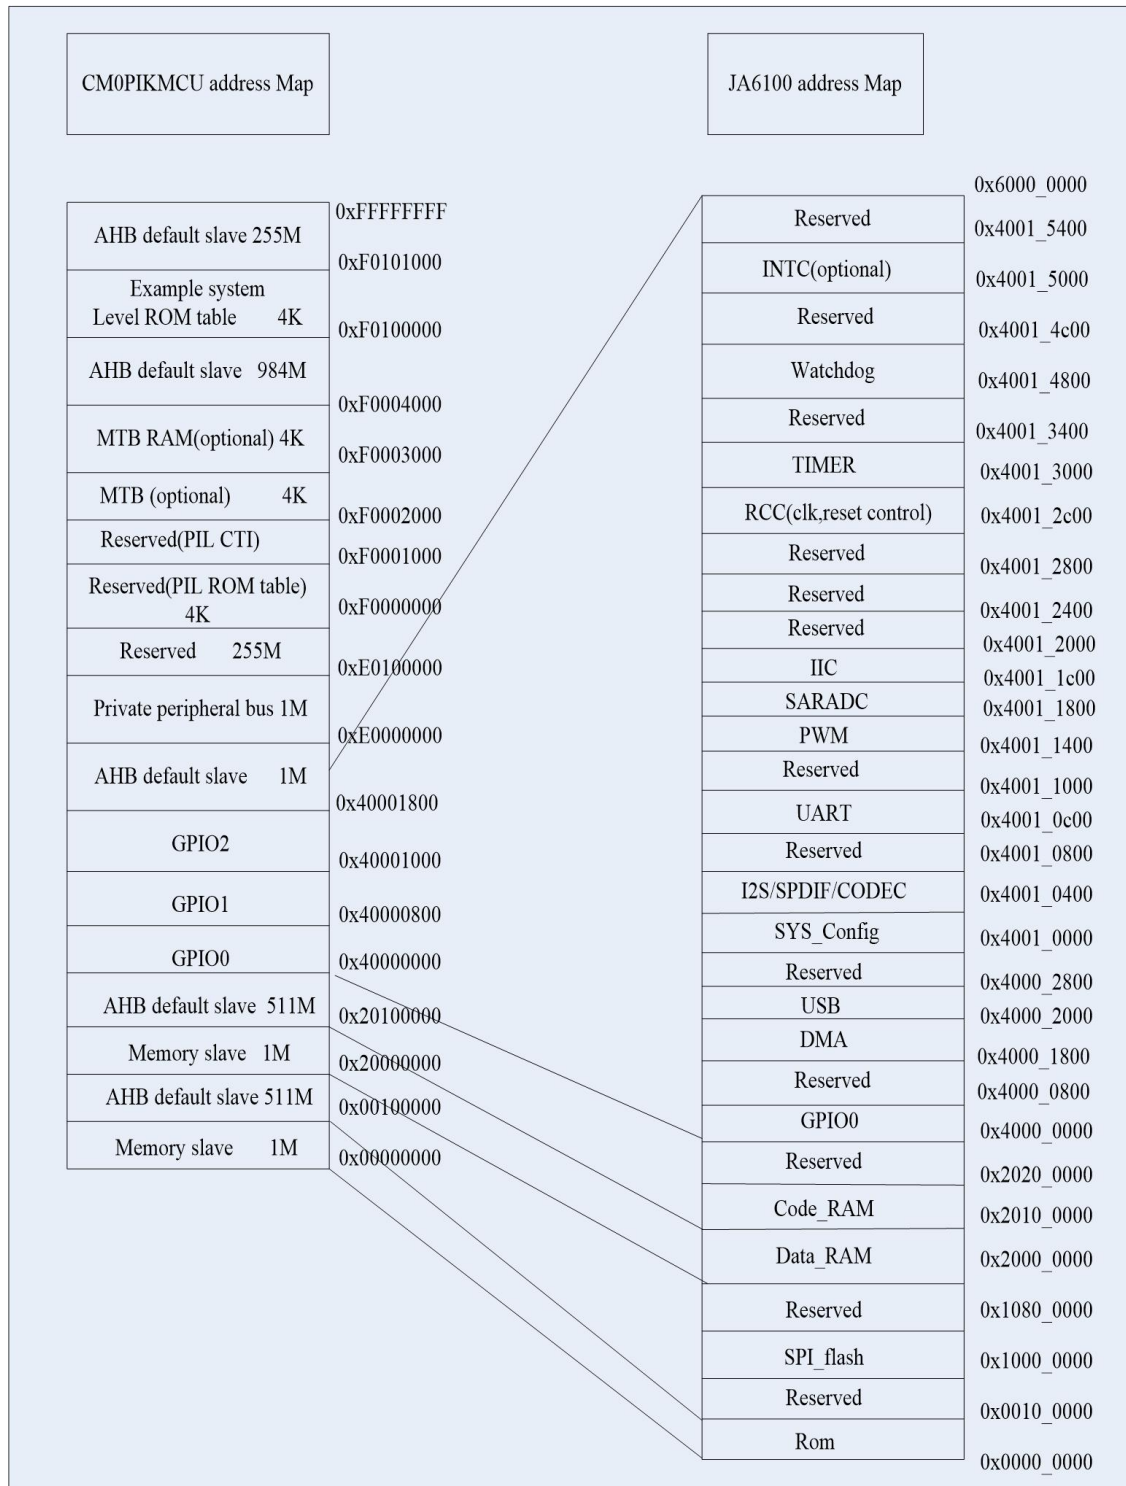 CM0PIKMCU address Map
JA6100 address Map
0xFFFFFFFF
AHB default slave 255M
0xF0101000
Example system
Level ROM table 4K
0xF0100000
AHB default slave 984M
0xF0004000
MTB RAM(optional) 4K
0xF0003000
MTB (optional) 4K
0xF0002000
Reserved(PIL CTI)
0xF0001000
Reserved(PIL ROM table)
4K
0xF0000000
Reserved 255M
0xE0100000
Private peripheral bus 1M
0xE0000000
AHB default slave 1M
0x40001800
GPIO2
0x40001000
GPIO1
0x40000800
GPIO0
0x40000000
AHB default slave 511M
0x20100000
Memory slave 1M
0x20000000
AHB default slave 511M
0x00100000
Memory slave 1M
0x00000000
0x6000_0000
Reserved
0x4001_5400
INTC(optional)
0x4001_5000
Reserved
0x4001_4c00
Watchdog
0x4001_4800
Reserved
0x4001_3400
TIMER
0x4001_3000
RCC(clk,reset control)
0x4001_2c00
Reserved
0x4001_2800
Reserved
0x4001_2400
Reserved
0x4001_2000
IIC
0x4001_1c00
SARADC
0x4001_1800
PWM
0x4001_1400
Reserved
0x4001_1000
UART
0x4001_0c00
Reserved
0x4001_0800
I2S/SPDIF/CODEC
0x4001_0400
SYS_Config
0x4001_0000
Reserved
0x4000_2800
USB
0x4000_2000
DMA
0x4000_1800
Reserved
0x4000_0800
GPIO0
0x4000_0000
Reserved
0x2020_0000
Code_RAM
0x2010_0000
Data_RAM
0x2000_0000
Reserved
0x1080_0000
SPI_flash
0x1000_0000
Reserved
0x0010_0000
Rom
0x0000_0000